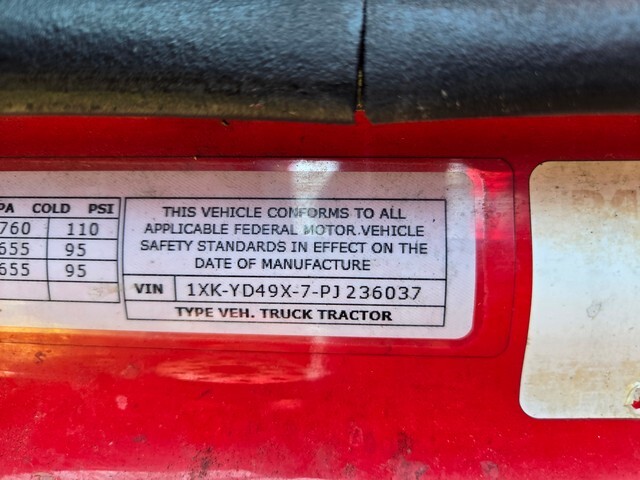 PA COLD PSI
760 110
655 95
655 95
THIS VEHICLE CONFORMS TO ALL
APPLICABLE FEDERAL MOTOR VEHICLE
SAFETY STANDARDS IN EFFECT ON THE
DATE OF MANUFACTURE
VIN 1XK-YD49X-7-PJ236037
TYPE VEH. TRUCK TRACTOR